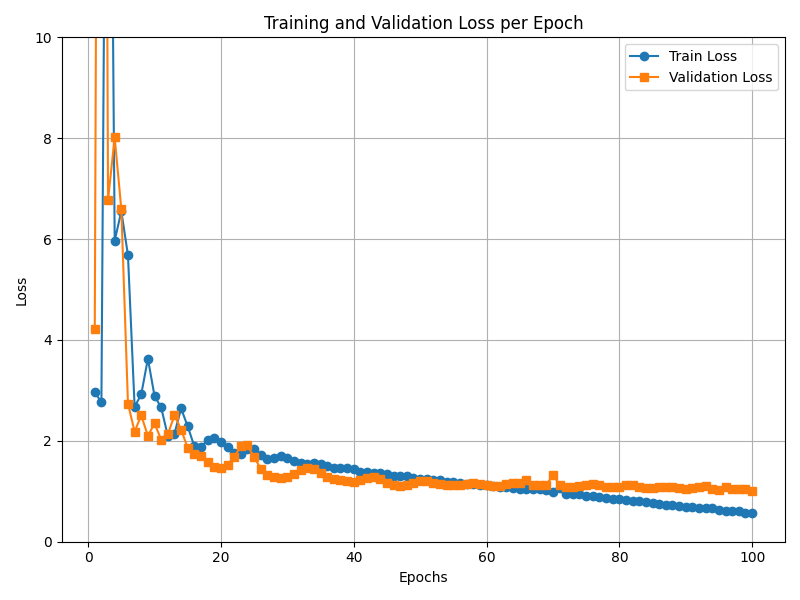 Training and Validation Loss per Epoch
Train Loss
Validation Loss
10
8
6
4
2
0
Loss
0 20 40 60 80 100
Epochs